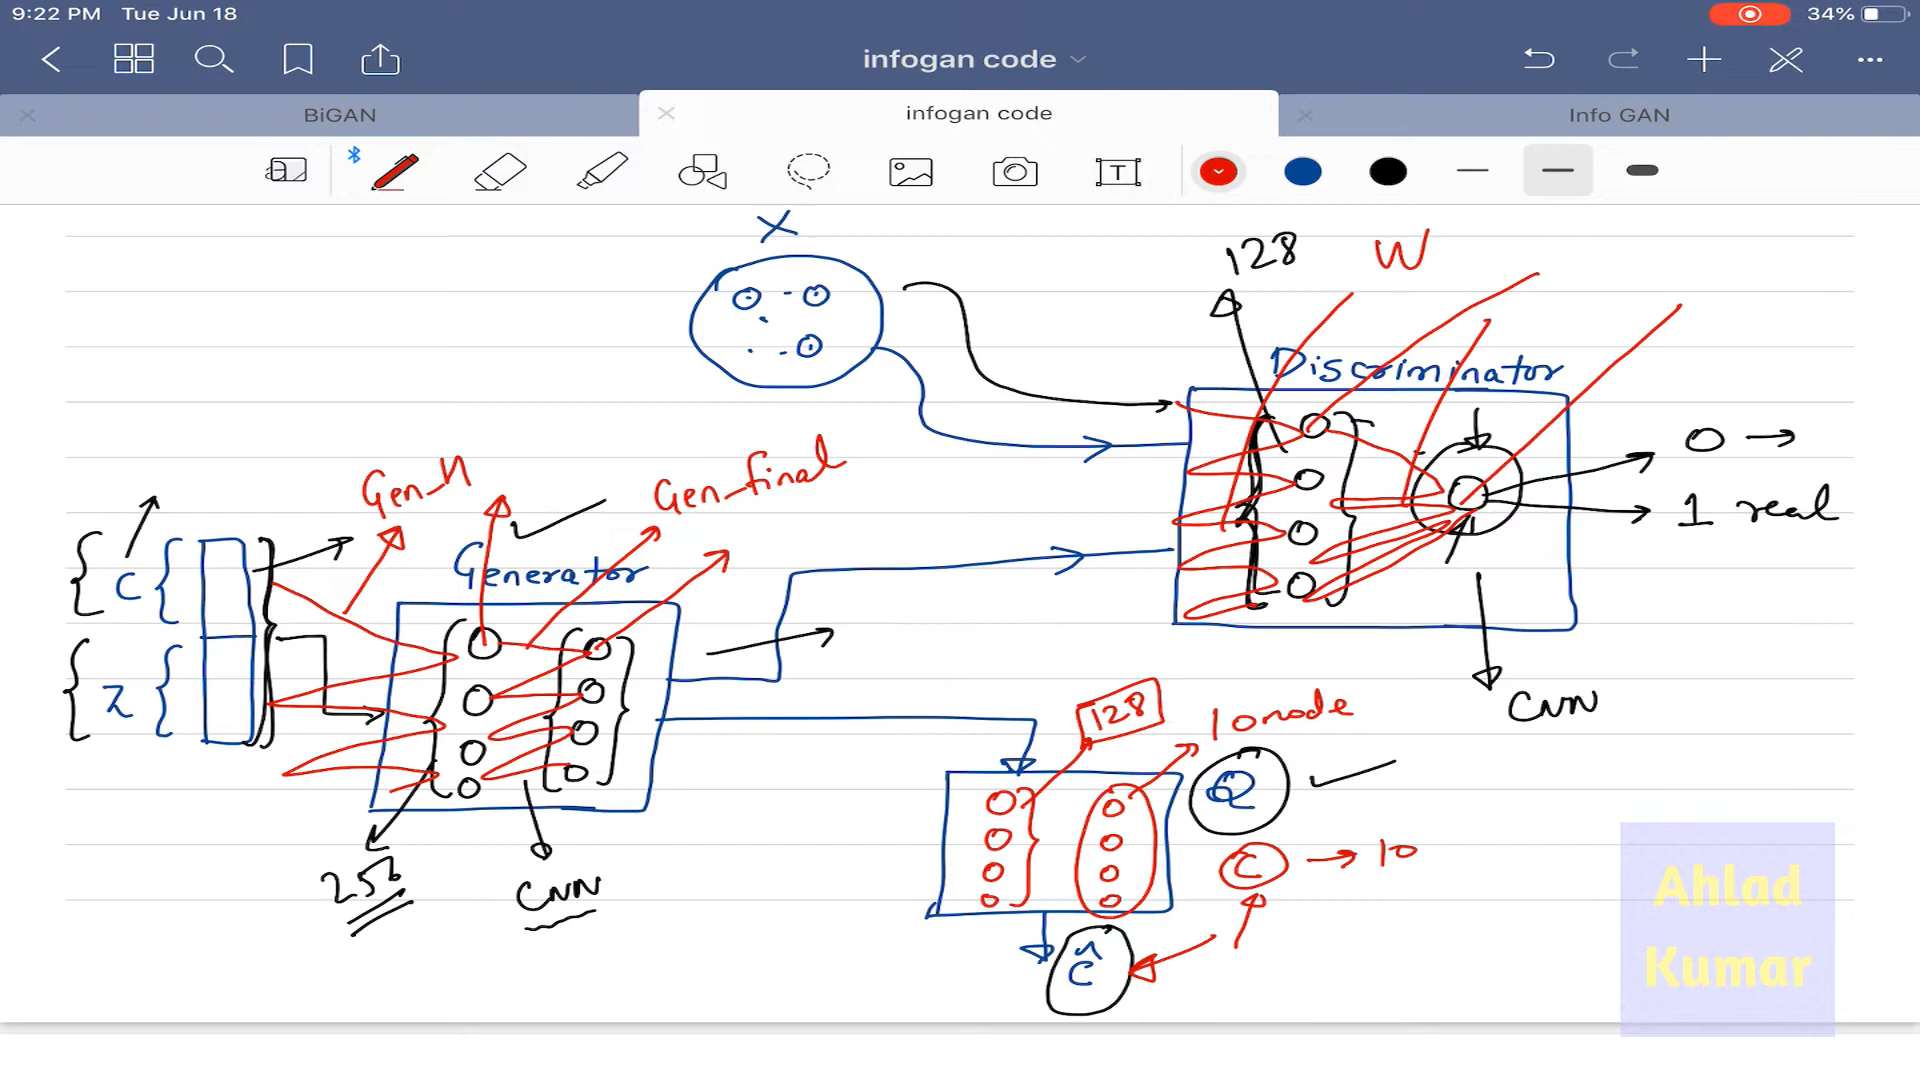 9:22 PM Tue Jun 18
34%
infogan code
BiGAN
infogan code
Info GAN
T
X
128
W
Discriminator
0
1 real
CNN
Gen_H
Gen_final
Generator
C
Z
256
CNN
128
10 node
Q
C → 10
Ĉ
Ahlad
Kumar